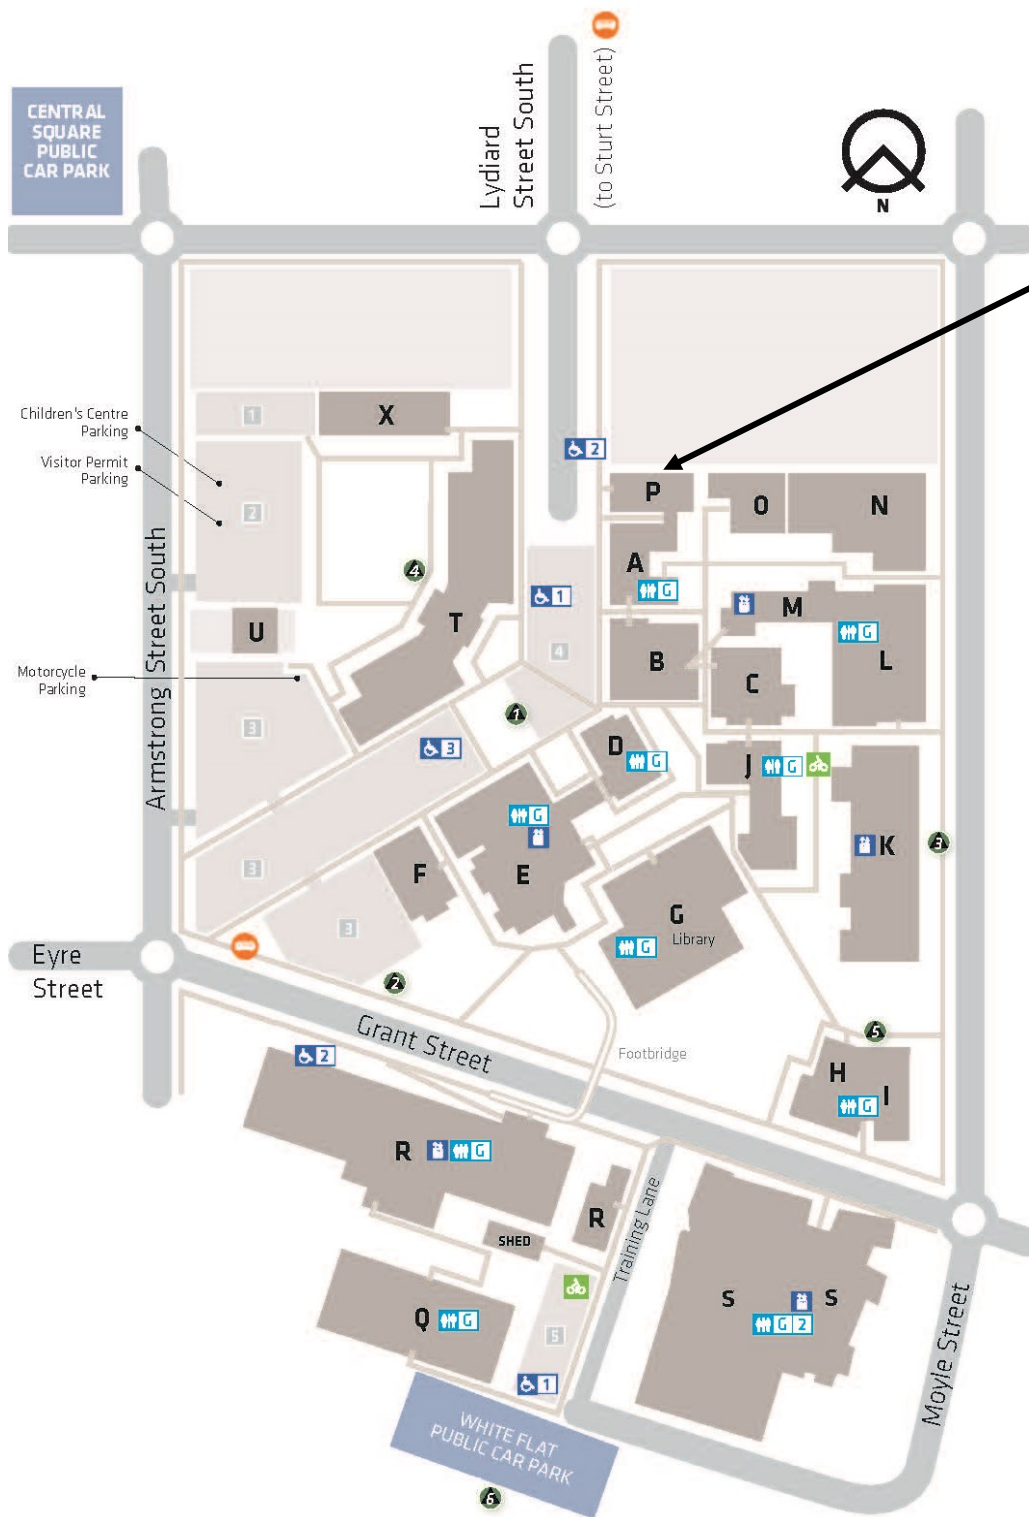 (to Sturt Street)
Lydiard
Street South
CENTRAL
SQUARE
PUBLIC
CAR PARK
N
1
X
Children's Centre
Parking
Visitor Permit
Parking
2
2
P
O
N
4
A
G
1
M
G
L
Armstrong Street South
U
T
4
B
C
Motorcycle
Parking
3
1
3
D
G
J
G
G
K
3
3
F
E
G
Library
G
3
2
Eyre
Street
Grant Street
Footbridge
5
H
I
G
2
R
G
R
SHED
Training Lane
S
S
G 2
Q
G
5
1
Moyle Street
WHITE FLAT
PUBLIC CAR PARK
6